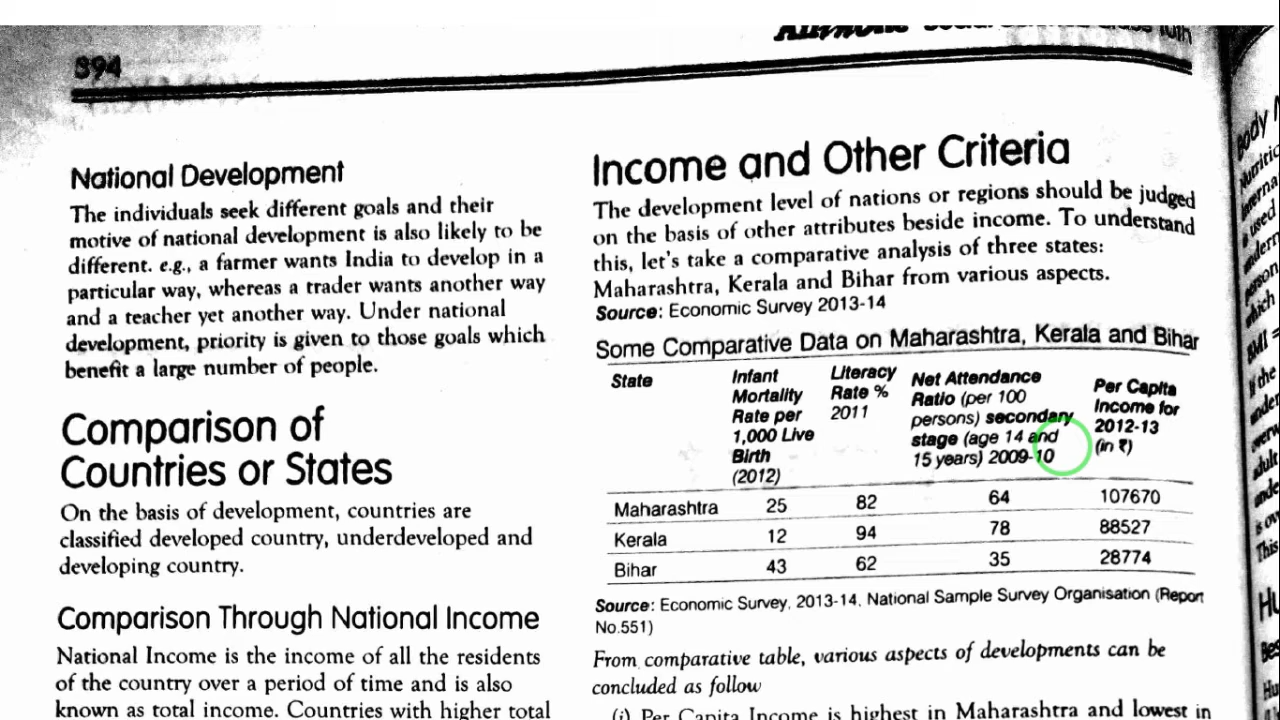 394
National Development
The individuals seek different goals and their
motive of national development is also likely to be
different. e.g., a farmer wants India to develop in a
particular way, whereas a trader wants another way
and a teacher yet another way. Under national
development, priority is given to those goals which
benefit a large number of people.
Comparison of
Countries or States
On the basis of development, countries are
classified developed country, underdeveloped and
developing country.
Comparison Through National Income
National Income is the income of all the residents
of the country over a period of time and is also
known as total income. Countries with higher total
Income and Other Criteria
The development level of nations or regions should be judged
on the basis of other attributes beside income. To understand
this, let's take a comparative analysis of three states:
Maharashtra, Kerala and Bihar from various aspects.
Source: Economic Survey 2013-14
Some Comparative Data on Maharashtra, Kerala and Bihar
State
Infant
Mortality
Rate per
1,000 Live
Birth
(2012)
Literacy
Rate %
2011
Net Attendance
Ratio (per 100
persons) secondary
stage (age 14 and
15 years) 2009-10
Per Capita
Income for
2012-13
(in ₹)
Maharashtra 25 82 64 107670
Kerala 12 94 78 88527
Bihar 43 62 35 28774
Source: Economic Survey, 2013-14, National Sample Survey Organisation (Report
No.551)
From comparative table, various aspects of developments can be
concluded as follow
(i) Per Capita Income is highest in Maharashtra and lowest in